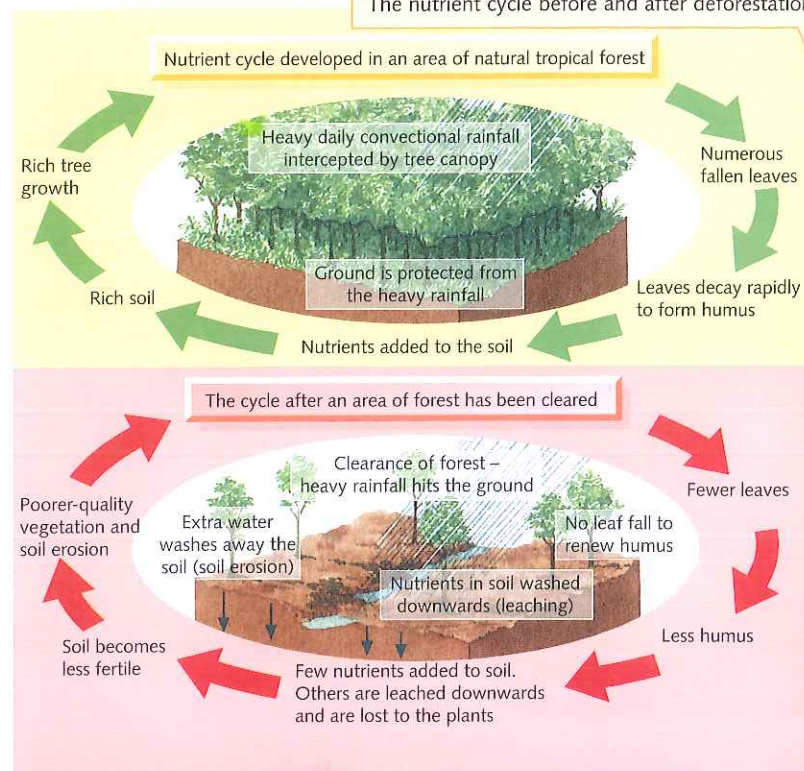 The nutrient cycle before and after deforestation
Nutrient cycle developed in an area of natural tropical forest
Heavy daily convectional rainfall
intercepted by tree canopy
Ground is protected from
the heavy rainfall
Numerous
fallen leaves
Leaves decay rapidly
to form humus
Nutrients added to the soil
Rich soil
Rich tree
growth
The cycle after an area of forest has been cleared
Clearance of forest –
heavy rainfall hits the ground
Extra water
washes away the
soil (soil erosion)
No leaf fall to
renew humus
Nutrients in soil washed
downwards (leaching)
Fewer leaves
Less humus
Few nutrients added to soil.
Others are leached downwards
and are lost to the plants
Soil becomes
less fertile
Poorer-quality
vegetation and
soil erosion